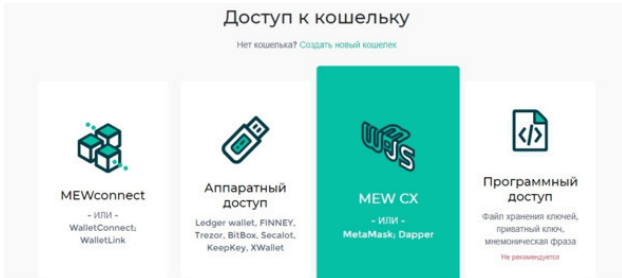 Доступ к кошельку
Нет кошелька? Создать новый кошелек
MEWconnect
- ИЛИ -
WalletConnect;
WalletLink
Аппаратный
доступ
Ledger wallet, FINNEY,
Trezor, BitBox, Secalot,
KeepKey, XWallet
MEW CX
- ИЛИ -
MetaMask; Dapper
Программный
доступ
Файл хранения ключей,
приватный ключ,
мнемоническая фраза
Не рекомендуется